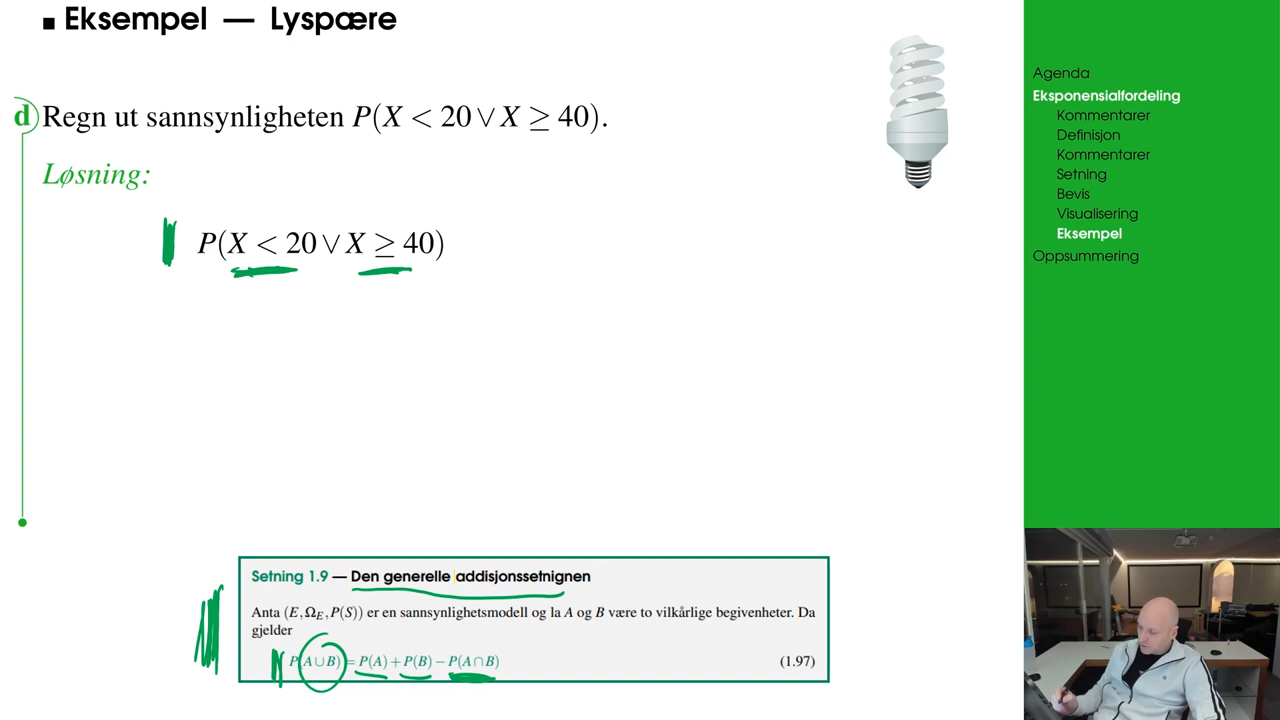 Eksempel — Lyspære
d Regn ut sannsynligheten P(X < 20 ∨ X ≥ 40).
Løsning:
P(X < 20 ∨ X ≥ 40)
Setning 1.9 — Den generelle addisjonssetnignen
Anta (E, Ω_E, P(S)) er en sannsynlighetsmodell og la A og B være to vilkårlige begivenheter. Da
gjelder
P(A ∪ B) = P(A) + P(B) − P(A ∩ B) (1.97)
Agenda
Eksponensialfordeling
Kommentarer
Definisjon
Kommentarer
Setning
Bevis
Visualisering
Eksempel
Oppsummering